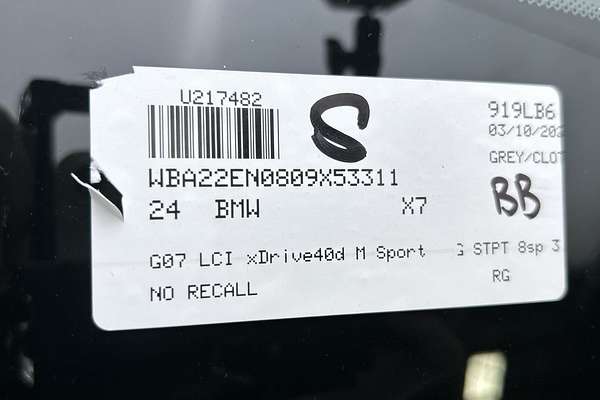 U217482
S
919LB6
03/10/202
WBA22EN0809X53311
GREY/CLOT
24 BMW X7
BB
G07 LCI xDrive40d M Sport G STPT 8sp 3
RG
NO RECALL